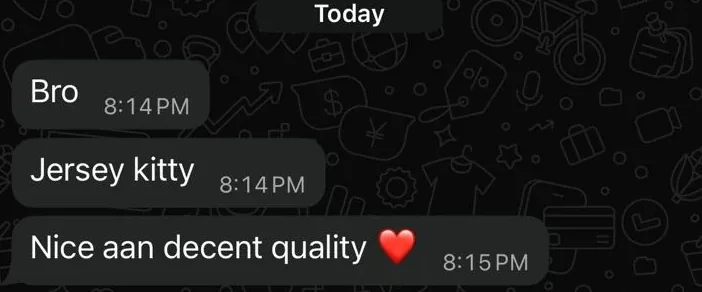 Today
Bro 8:14 PM
Jersey kitty 8:14 PM
Nice aan decent quality ❤️ 8:15 PM